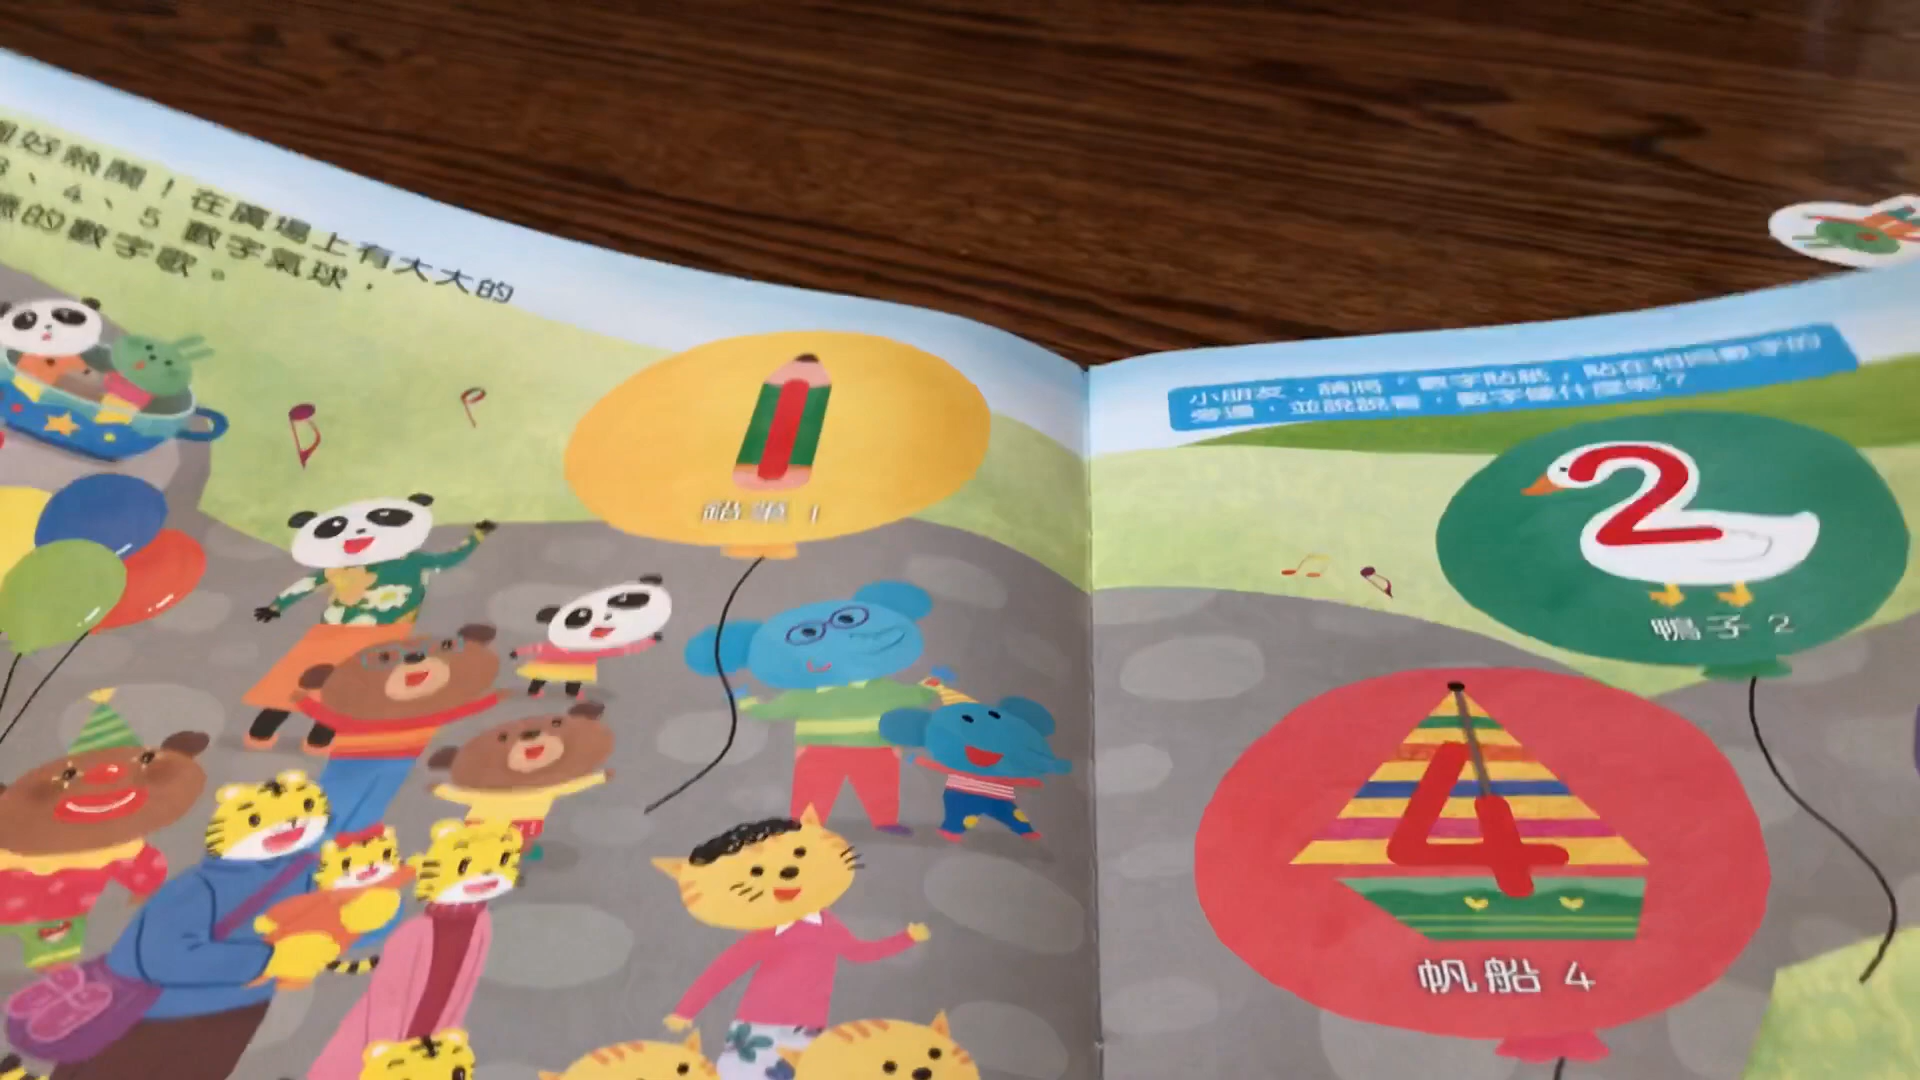 好熱鬧！在廣場上有大大的
3、4、5 數字氣球，
的數字歌。
鉛筆 1
小朋友，請將「數字貼紙」貼在相同數字的
旁邊，並說說看，數字像什麼呢？
2
鴨子 2
4
帆船 4